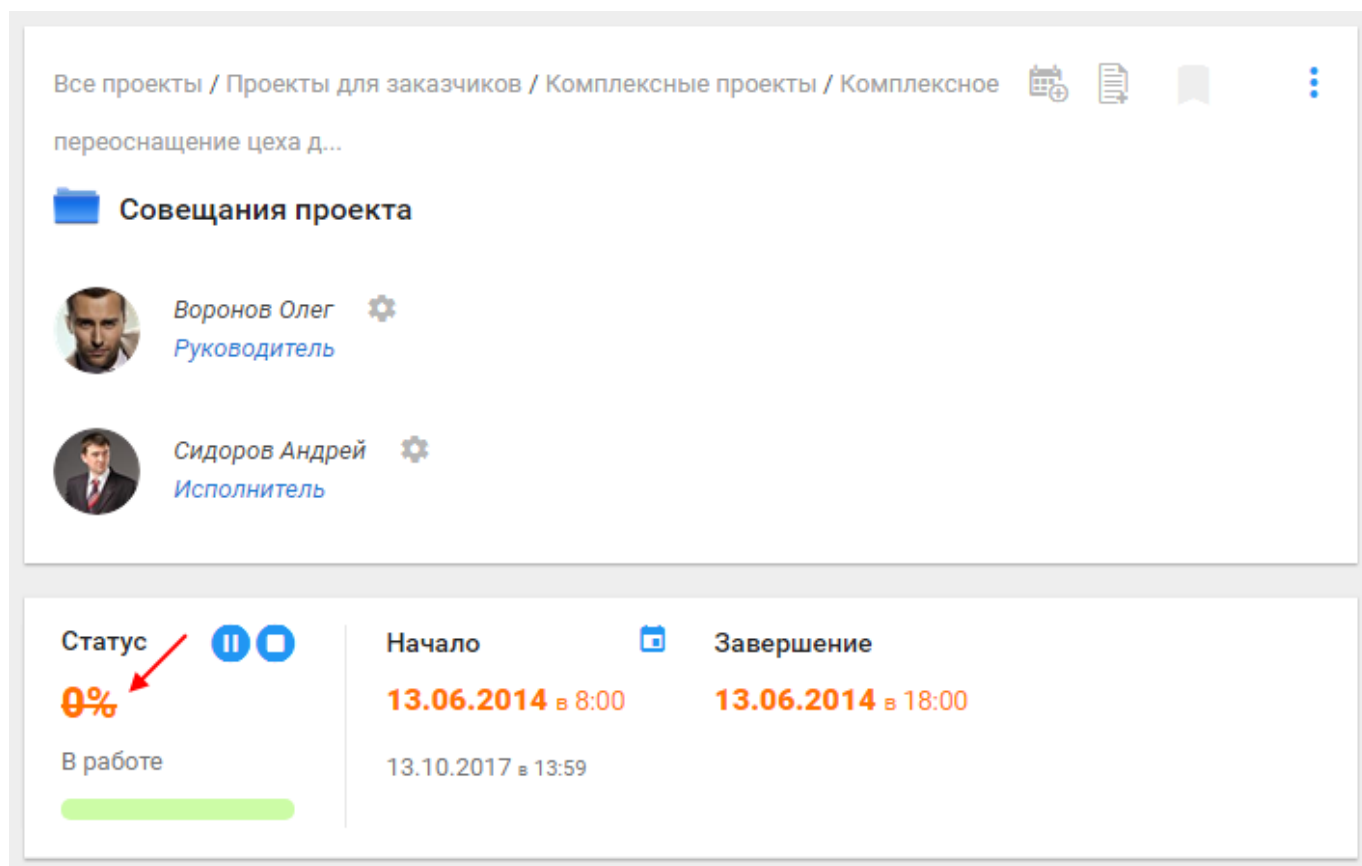 Все проекты / Проекты для заказчиков / Комплексные проекты / Комплексное
переоснащение цеха д...
Совещания проекта
Воронов Олег
Руководитель
Сидоров Андрей
Исполнитель
Статус
Начало
Завершение
0%
13.06.2014 в 8:00
13.06.2014 в 18:00
В работе
13.10.2017 в 13:59